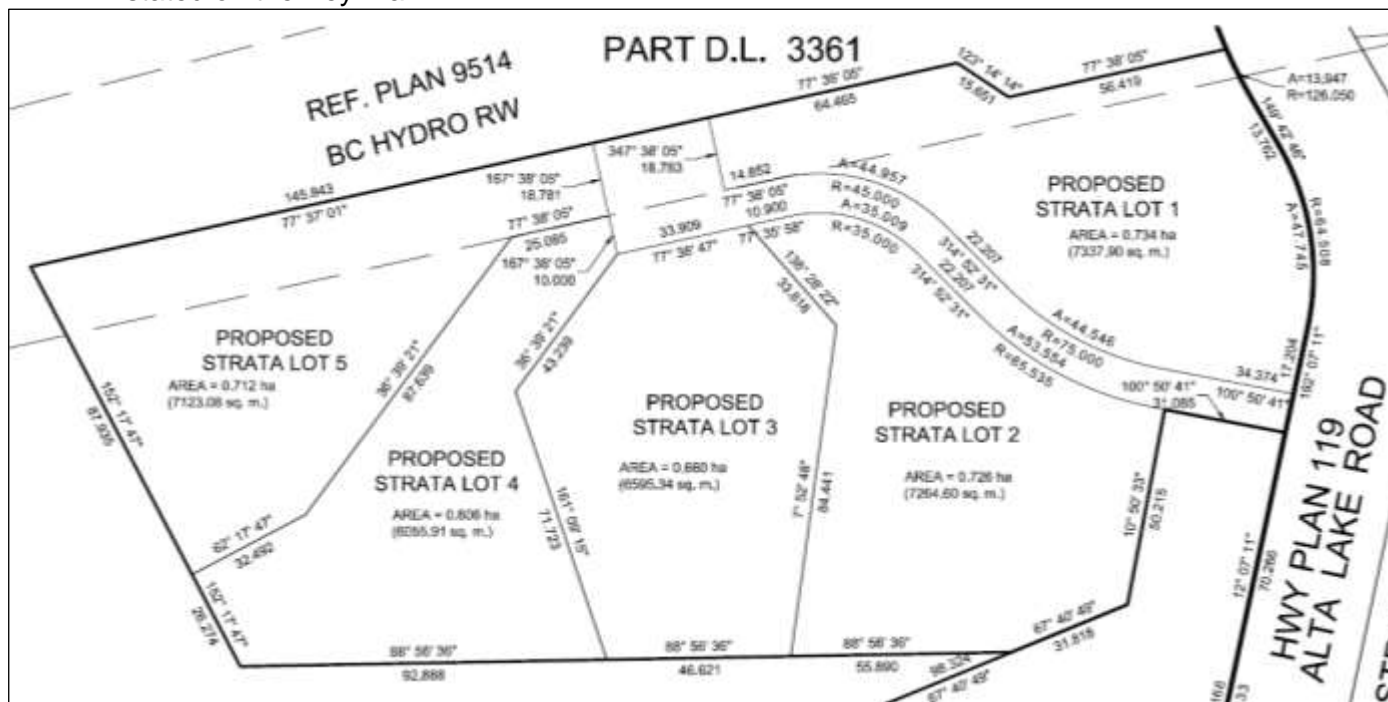 PART D.L. 3361
REF. PLAN 9514
BC HYDRO RW
145.943
77° 37' 01"
77° 38' 05"
64.465
123° 14' 14"
15.651
77° 38' 05"
56.419
A=13.947
R=126.050
149° 42' 46"
13.762
R=64.508
A=47.745
17.204
192° 07' 11"
347° 38' 05"
18.783
167° 38' 05"
18.781
14.852
77° 38' 05"
10.900
77° 35' 58"
A=44.957
R=45.000
A=35.009
R=35.000
22.207
314° 52' 31"
22.207
314° 52' 31"
A=44.546
R=75.000
A=53.554
R=65.535
34.374
100° 50' 41"
100° 50' 41"
31.085
77° 38' 05"
25.085
167° 38' 05"
10.000
33.909
77° 38' 47"
136° 28' 22"
33.818
PROPOSED
STRATA LOT 1
AREA = 0.734 ha
(7337.90 sq. m.)
PROPOSED
STRATA LOT 5
AREA = 0.712 ha
(7123.08 sq. m.)
PROPOSED
STRATA LOT 3
AREA = 0.660 ha
(6595.34 sq. m.)
PROPOSED
STRATA LOT 2
AREA = 0.726 ha
(7264.60 sq. m.)
PROPOSED
STRATA LOT 4
152° 17' 47"
87.935
36° 39' 21"
87.639
36° 39' 21"
43.239
62° 17' 47"
32.492
152° 17' 47"
26.274
161° 09' 15"
71.723
7° 52' 48"
84.441
10° 50' 33"
50.215
88° 56' 36"
92.888
88° 56' 36"
46.621
88° 56' 36"
55.890
67° 40' 49"
31.818
98.324
67° 40' 49"
12° 07' 11"
70.266
HWY PLAN 119
ALTA LAKE ROAD